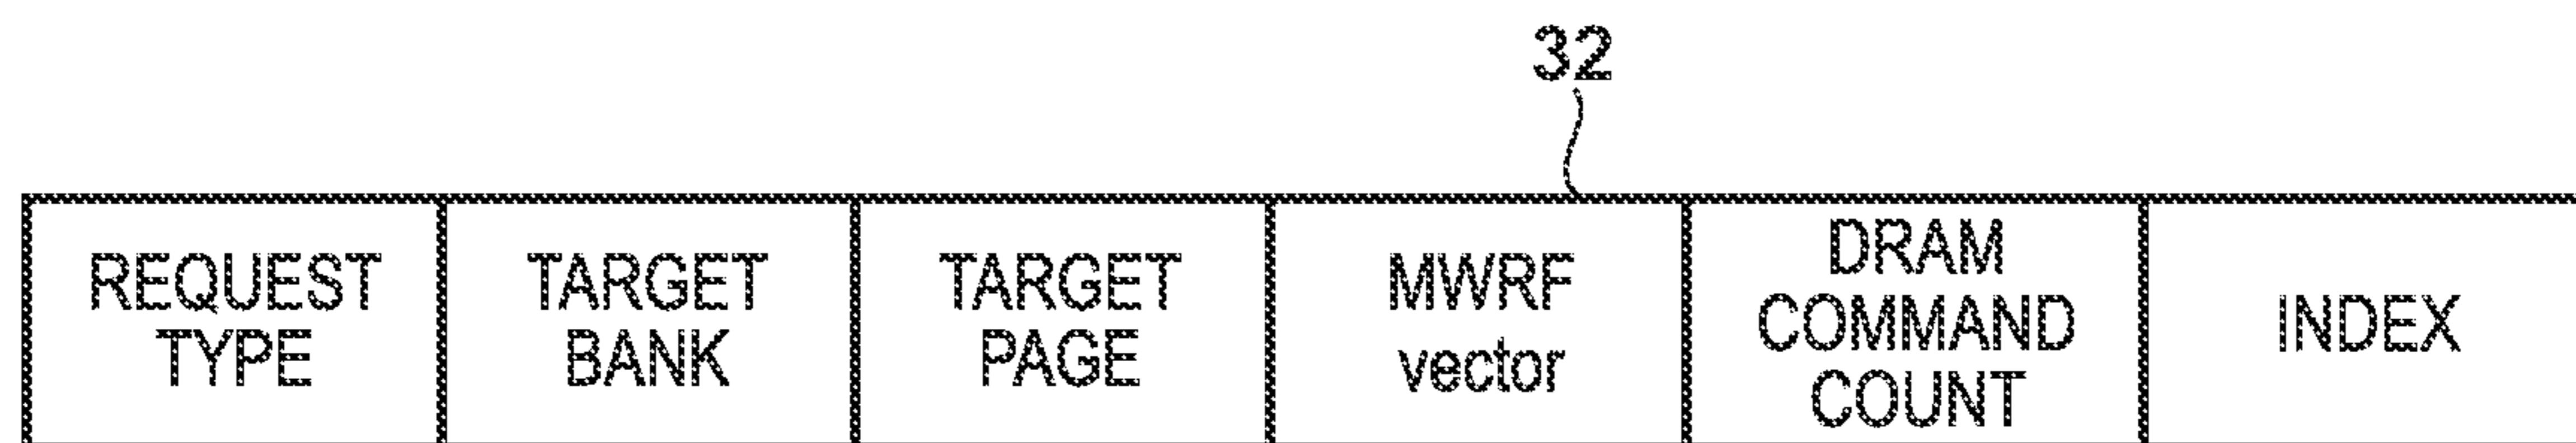 32
REQUEST
TYPE
TARGET
BANK
TARGET
PAGE
MWRF
vector
DRAM
COMMAND
COUNT
INDEX